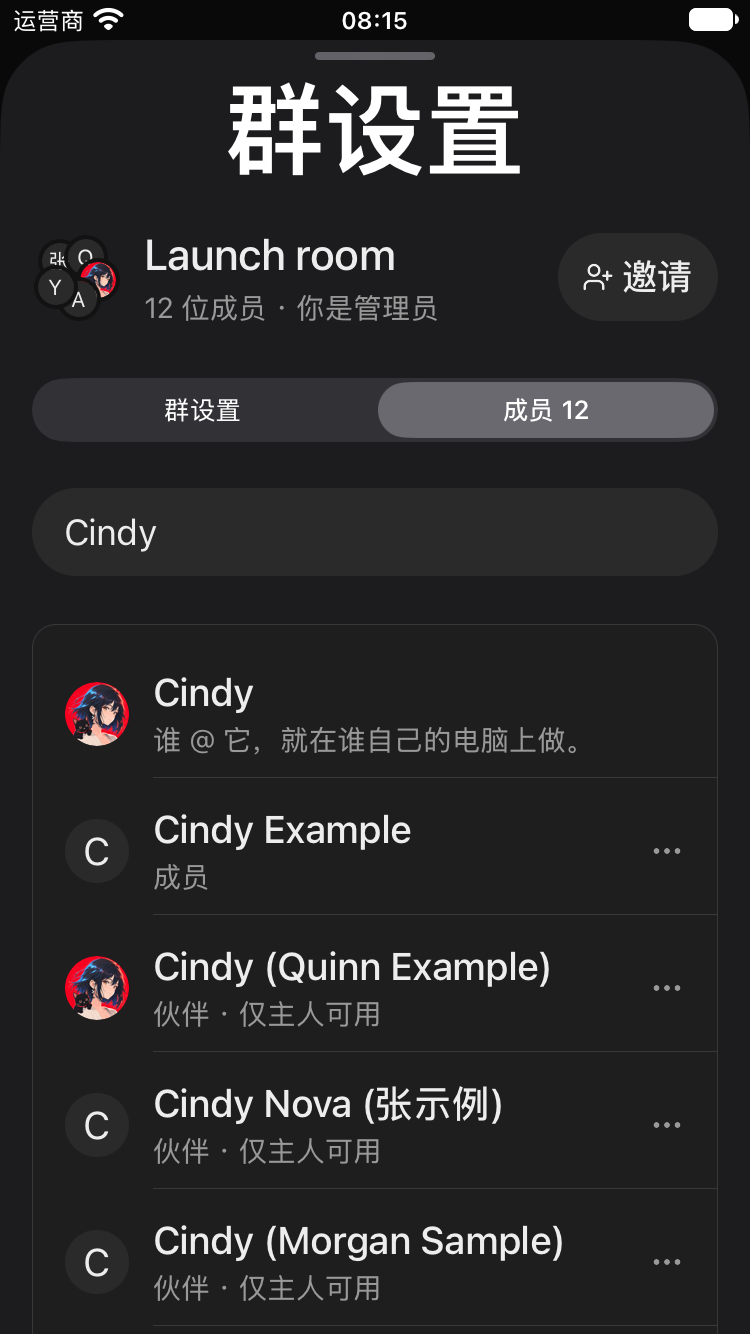 运营商
08:15
群设置
张
Q
Y
A
Launch room
12 位成员 · 你是管理员
邀请
群设置
成员 12
Cindy
Cindy
谁 @ 它，就在谁自己的电脑上做。
C
Cindy Example
成员
Cindy (Quinn Example)
伙伴 · 仅主人可用
C
Cindy Nova (张示例)
伙伴 · 仅主人可用
C
Cindy (Morgan Sample)
伙伴 · 仅主人可用